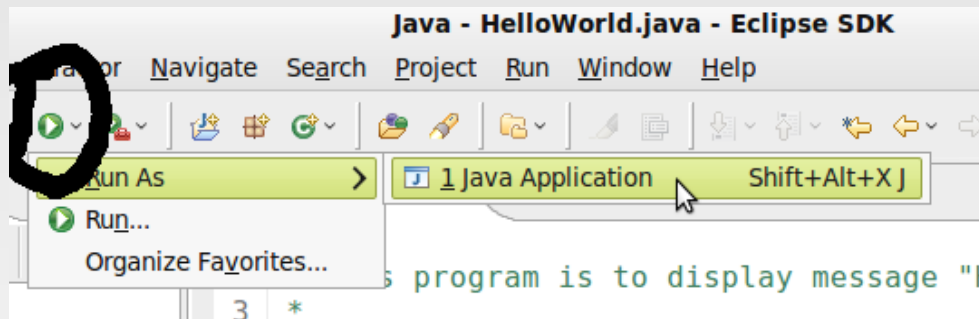 Java - HelloWorld.java - Eclipse SDK
Navigate Search Project Run Window Help
Run As
1 Java Application Shift+Alt+X J
Run...
Organize Favorites...
program is to display message "
3 *